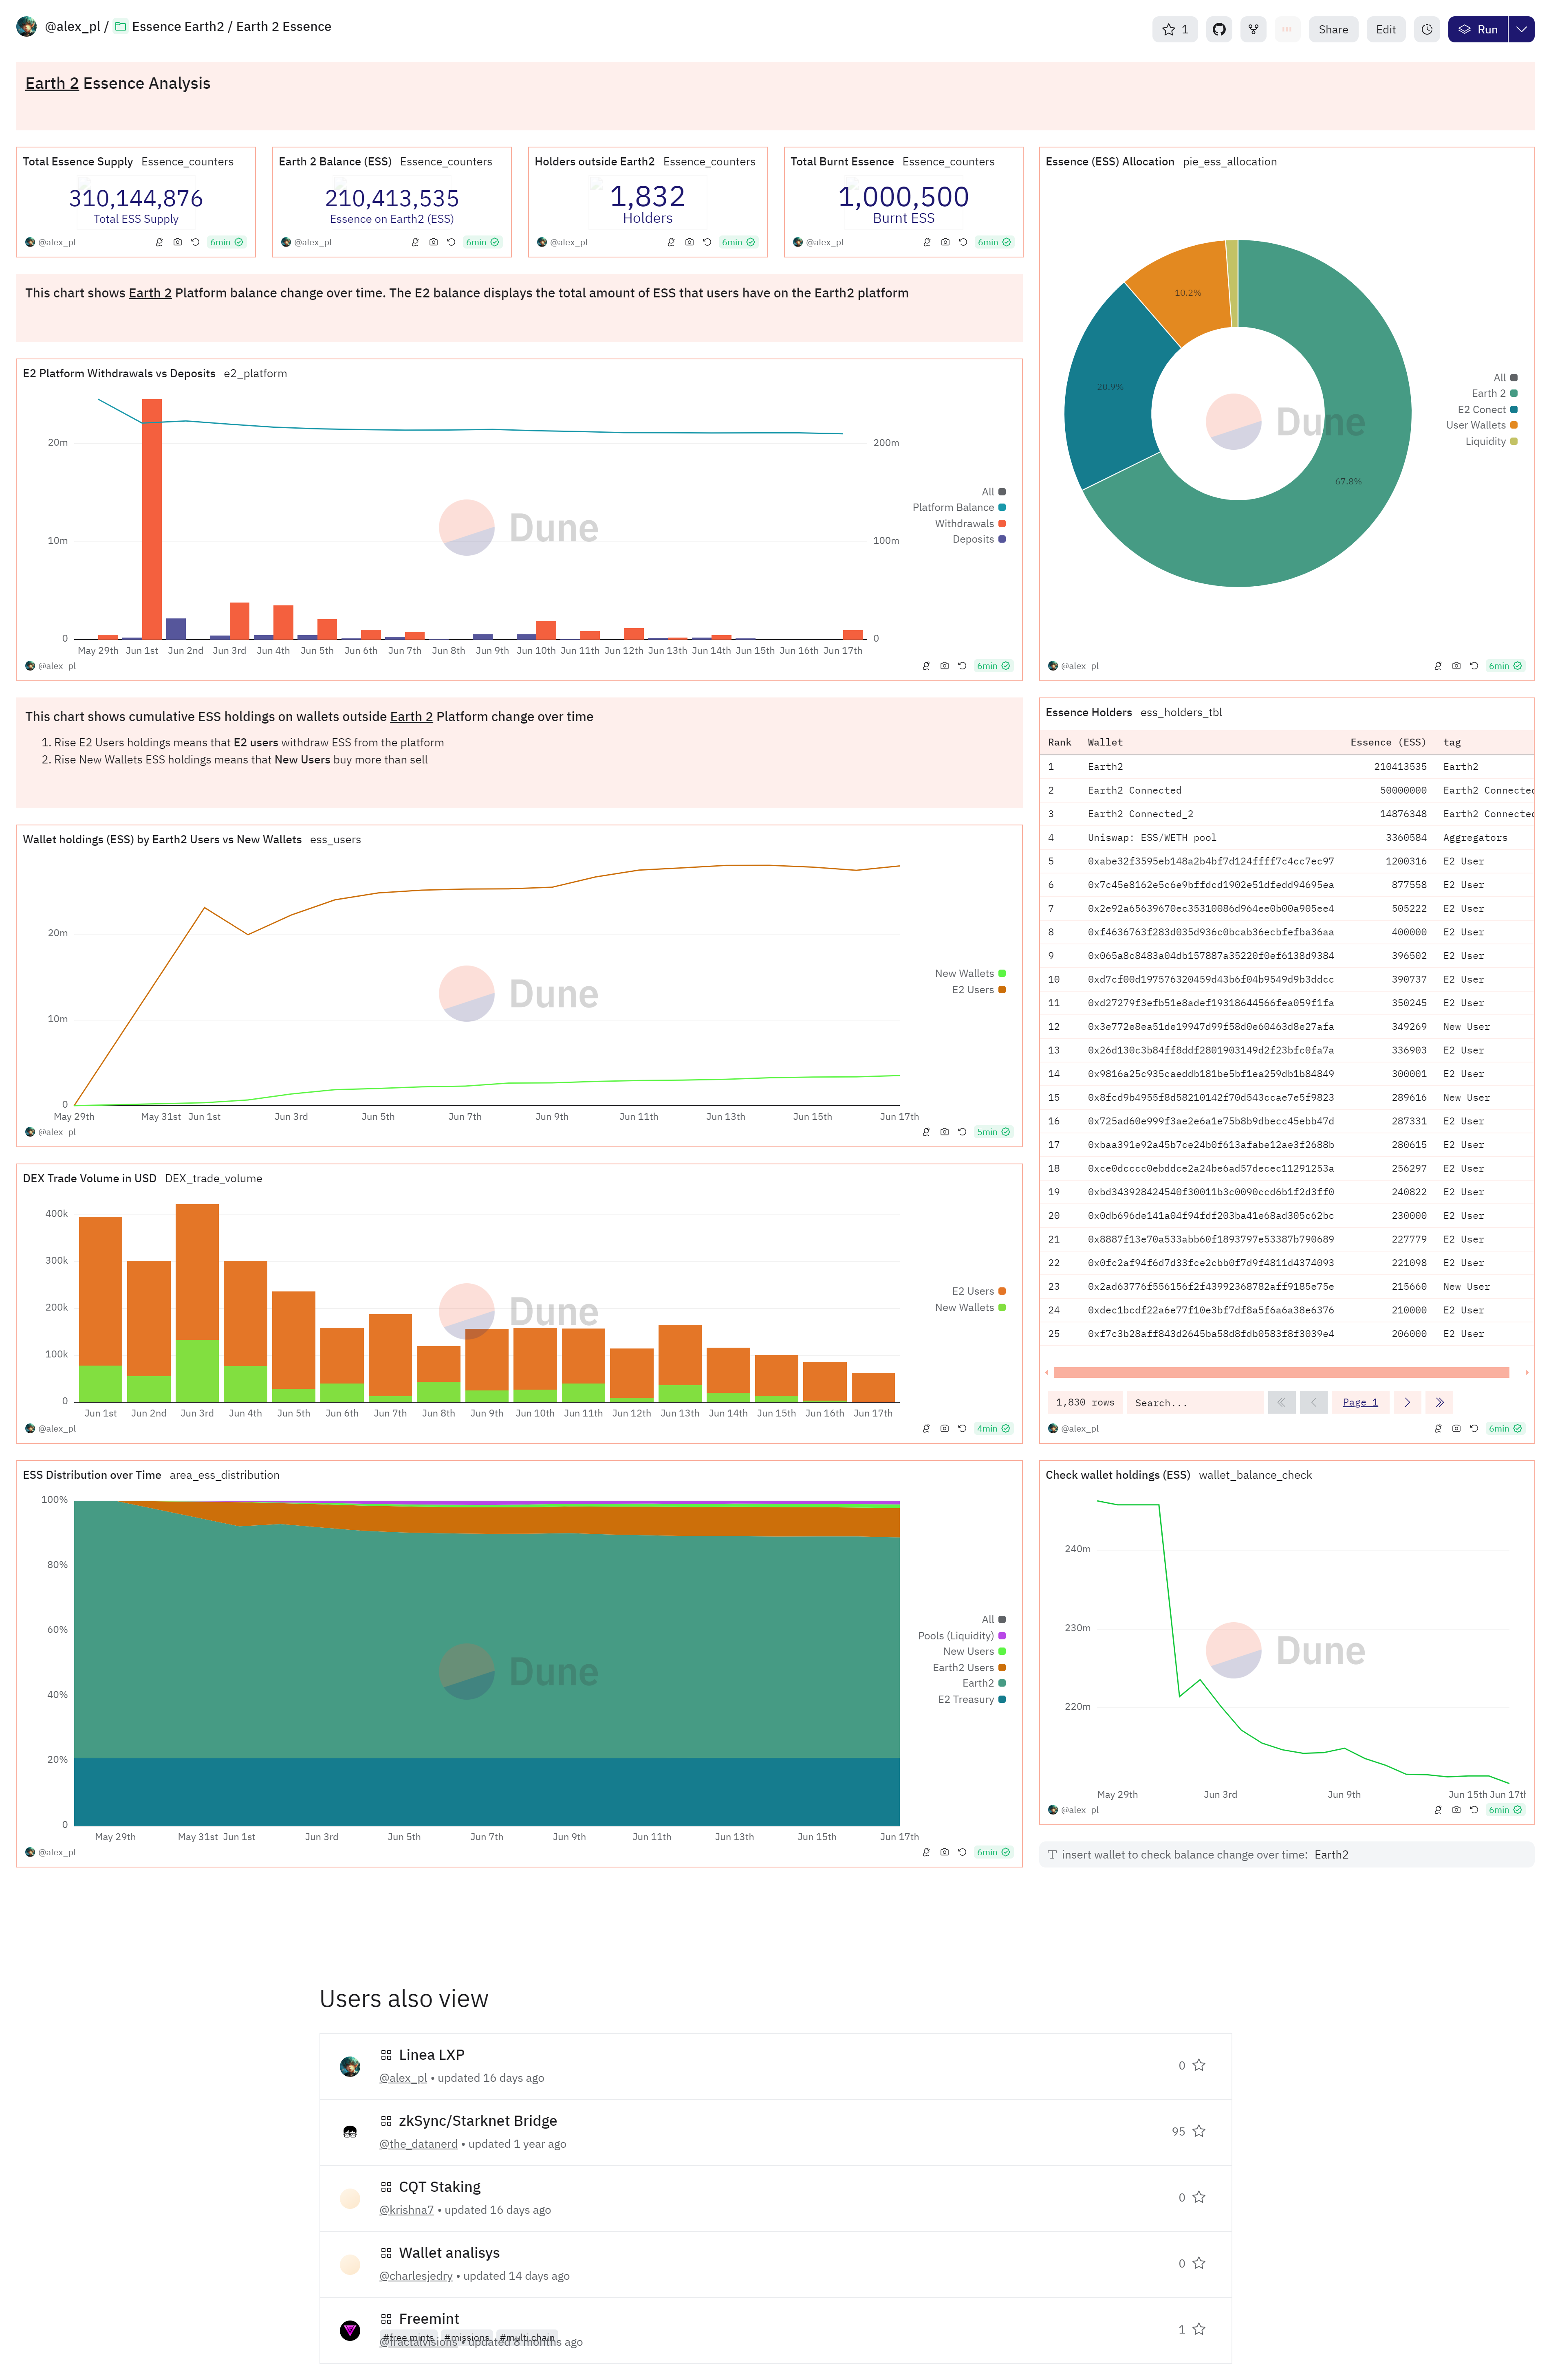 @alex_pl / Essence Earth2 / Earth 2 Essence
1 Share Edit Run
Earth 2 Essence Analysis
Total Essence Supply Essence_counters
310,144,876
Total ESS Supply
@alex_pl 6min
Earth 2 Balance (ESS) Essence_counters
210,413,535
Essence on Earth2 (ESS)
@alex_pl 6min
Holders outside Earth2 Essence_counters
1,832
Holders
@alex_pl 6min
Total Burnt Essence Essence_counters
1,000,500
Burnt ESS
@alex_pl 6min
Essence (ESS) Allocation pie_ess_allocation
10.2%
20.9%
67.8%
Dune
All
Earth 2
E2 Conect
User Wallets
Liquidity
@alex_pl 6min
This chart shows Earth 2 Platform balance change over time. The E2 balance displays the total amount of ESS that users have on the Earth2 platform
E2 Platform Withdrawals vs Deposits e2_platform
20m 200m
10m 100m
0 0
Dune
All
Platform Balance
Withdrawals
Deposits
May 29th Jun 1st Jun 2nd Jun 3rd Jun 4th Jun 5th Jun 6th Jun 7th Jun 8th Jun 9th Jun 10th Jun 11th Jun 12th Jun 13th Jun 14th Jun 15th Jun 16th Jun 17th
@alex_pl 6min
This chart shows cumulative ESS holdings on wallets outside Earth 2 Platform change over time
1. Rise E2 Users holdings means that E2 users withdraw ESS from the platform
2. Rise New Wallets ESS holdings means that New Users buy more than sell
Wallet holdings (ESS) by Earth2 Users vs New Wallets ess_users
20m
10m
0
Dune
New Wallets
E2 Users
May 29th May 31st Jun 1st Jun 3rd Jun 5th Jun 7th Jun 9th Jun 11th Jun 13th Jun 15th Jun 17th
@alex_pl 5min
DEX Trade Volume in USD DEX_trade_volume
400k
300k
200k
100k
0
Dune
E2 Users
New Wallets
Jun 1st Jun 2nd Jun 3rd Jun 4th Jun 5th Jun 6th Jun 7th Jun 8th Jun 9th Jun 10th Jun 11th Jun 12th Jun 13th Jun 14th Jun 15th Jun 16th Jun 17th
@alex_pl 4min
Essence Holders ess_holders_tbl
Rank Wallet Essence (ESS) tag
1 Earth2 210413535 Earth2
2 Earth2 Connected 50000000 Earth2 Connected
3 Earth2 Connected_2 14876348 Earth2 Connected
4 Uniswap: ESS/WETH pool 3360584 Aggregators
5 0xabe32f3595eb148a2b4bf7d124ffff7c4cc7ec97 1200316 E2 User
6 0x7c45e8162e5c6e9bffdcd1902e51dfedd94695ea 877558 E2 User
7 0x2e92a65639670ec35310086d964ee0b00a905ee4 505222 E2 User
8 0xf4636763f283d035d936c0bcab36ecbfefba36aa 400000 E2 User
9 0x065a8c8483a04db157887a35220f0ef6138d9384 396502 E2 User
10 0xd7cf00d197576320459d43b6f04b9549d9b3ddcc 390737 E2 User
11 0xd27279f3efb51e8adef19318644566fea059f1fa 350245 E2 User
12 0x3e772e8ea51de19947d99f58d0e60463d8e27afa 349269 New User
13 0x26d130c3b84ff8ddf2801903149d2f23bfc0fa7a 336903 E2 User
14 0x9816a25c935caeddb181be5bf1ea259db1b84849 300001 E2 User
15 0x8fcd9b4955f8d58210142f70d543ccae7e5f9823 289616 New User
16 0x725ad60e999f3ae2e6a1e75b8b9dbecc45ebb47d 287331 E2 User
17 0xbaa391e92a45b7ce24b0f613afabe12ae3f2688b 280615 E2 User
18 0xce0dcccc0ebddce2a24be6ad57decec11291253a 256297 E2 User
19 0xbd343928424540f30011b3c0090ccd6b1f2d3ff0 240822 E2 User
20 0x0db696de141a04f94fdf203ba41e68ad305c62bc 230000 E2 User
21 0x8887f13e70a533abb60f1893797e53387b790689 227779 E2 User
22 0x0fc2af94f6d7d33fce2cbb0f7d9f4811d4374093 221098 E2 User
23 0x2ad63776f556156f2f43992368782aff9185e75e 215660 New User
24 0xdec1bcdf22a6e77f10e3bf7df8a5f6a6a38e6376 210000 E2 User
25 0xf7c3b28aff843d2645ba58d8fdb0583f8f3039e4 206000 E2 User
1,830 rows Search... Page 1
@alex_pl 6min
ESS Distribution over Time area_ess_distribution
100%
80%
60%
40%
20%
0
Dune
All
Pools (Liquidity)
New Users
Earth2 Users
Earth2
E2 Treasury
May 29th May 31st Jun 1st Jun 3rd Jun 5th Jun 7th Jun 9th Jun 11th Jun 13th Jun 15th Jun 17th
@alex_pl 6min
Check wallet holdings (ESS) wallet_balance_check
240m
230m
220m
Dune
May 29th Jun 3rd Jun 9th Jun 15th Jun 17th
@alex_pl 6min
insert wallet to check balance change over time: Earth2
Users also view
Linea LXP
@alex_pl • updated 16 days ago
0
zkSync/Starknet Bridge
@the_datanerd • updated 1 year ago
95
CQT Staking
@krishna7 • updated 16 days ago
0
Wallet analisys
@charlesjedry • updated 14 days ago
0
Freemint
#free mints #missions #multi chain
@fractalvisions • updated 8 months ago
1